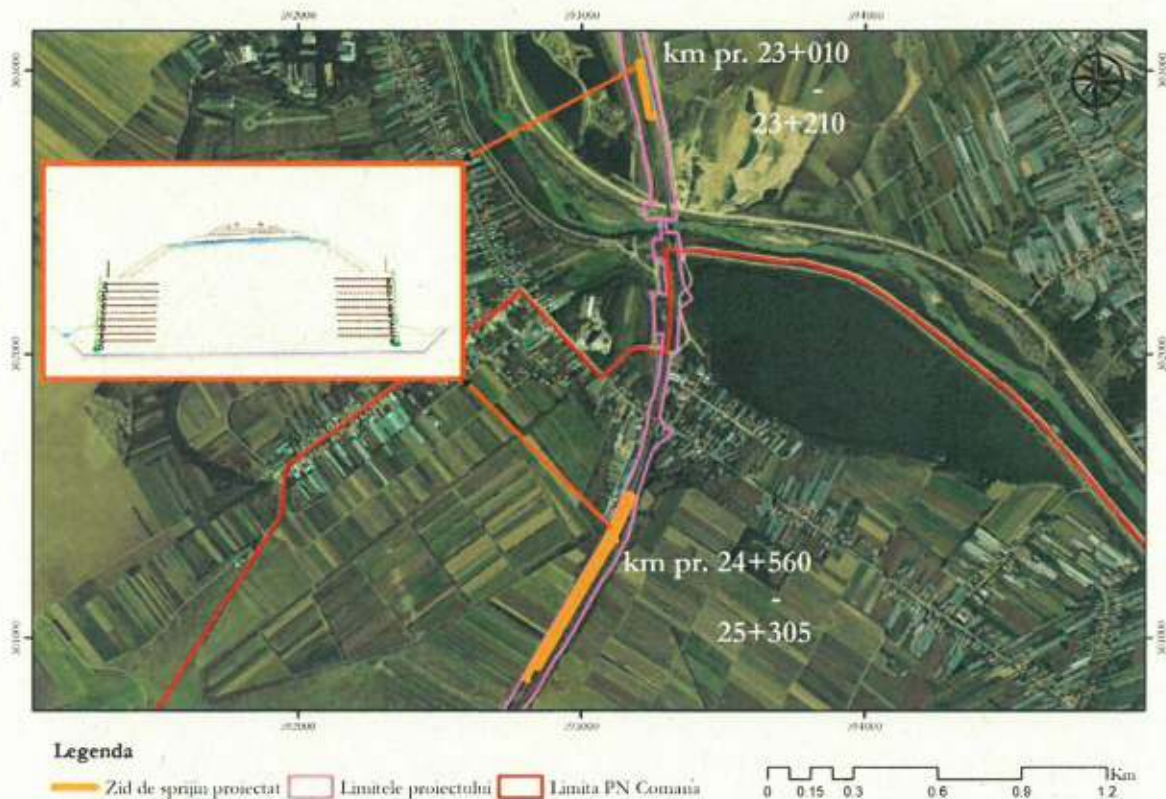 km pr. 23+010
-
23+210
km pr. 24+560
-
25+305
Legenda
Zid de sprijin proiectat Limitele proiectului Limita PN Comana
Km
0 0.15 0.3 0.6 0.9 1.2